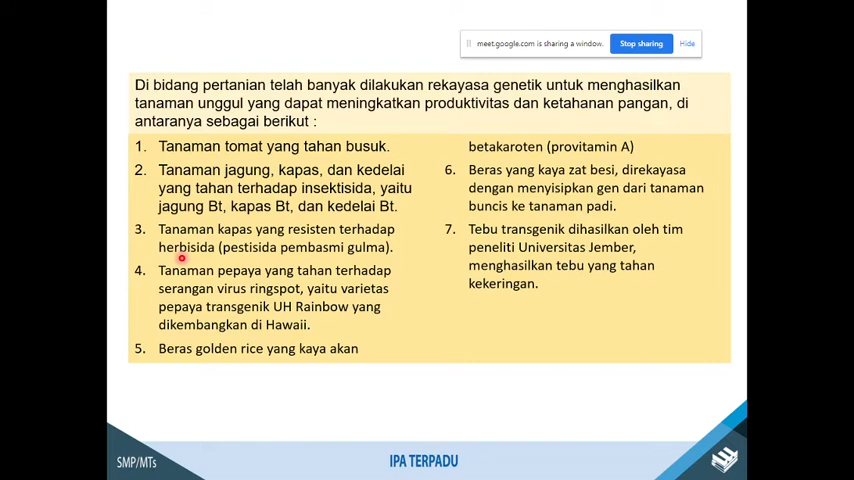 meet.google.com is sharing a window.
Stop sharing
Hide
Di bidang pertanian telah banyak dilakukan rekayasa genetik untuk menghasilkan
tanaman unggul yang dapat meningkatkan produktivitas dan ketahanan pangan, di
antaranya sebagai berikut :
1. Tanaman tomat yang tahan busuk.
2. Tanaman jagung, kapas, dan kedelai
yang tahan terhadap insektisida, yaitu
jagung Bt, kapas Bt, dan kedelai Bt.
3. Tanaman kapas yang resisten terhadap
herbisida (pestisida pembasmi gulma).
4. Tanaman pepaya yang tahan terhadap
serangan virus ringspot, yaitu varietas
pepaya transgenik UH Rainbow yang
dikembangkan di Hawaii.
5. Beras golden rice yang kaya akan
betakaroten (provitamin A)
6. Beras yang kaya zat besi, direkayasa
dengan menyisipkan gen dari tanaman
buncis ke tanaman padi.
7. Tebu transgenik dihasilkan oleh tim
peneliti Universitas Jember,
menghasilkan tebu yang tahan
kekeringan.
SMP/MTs
IPA TERPADU